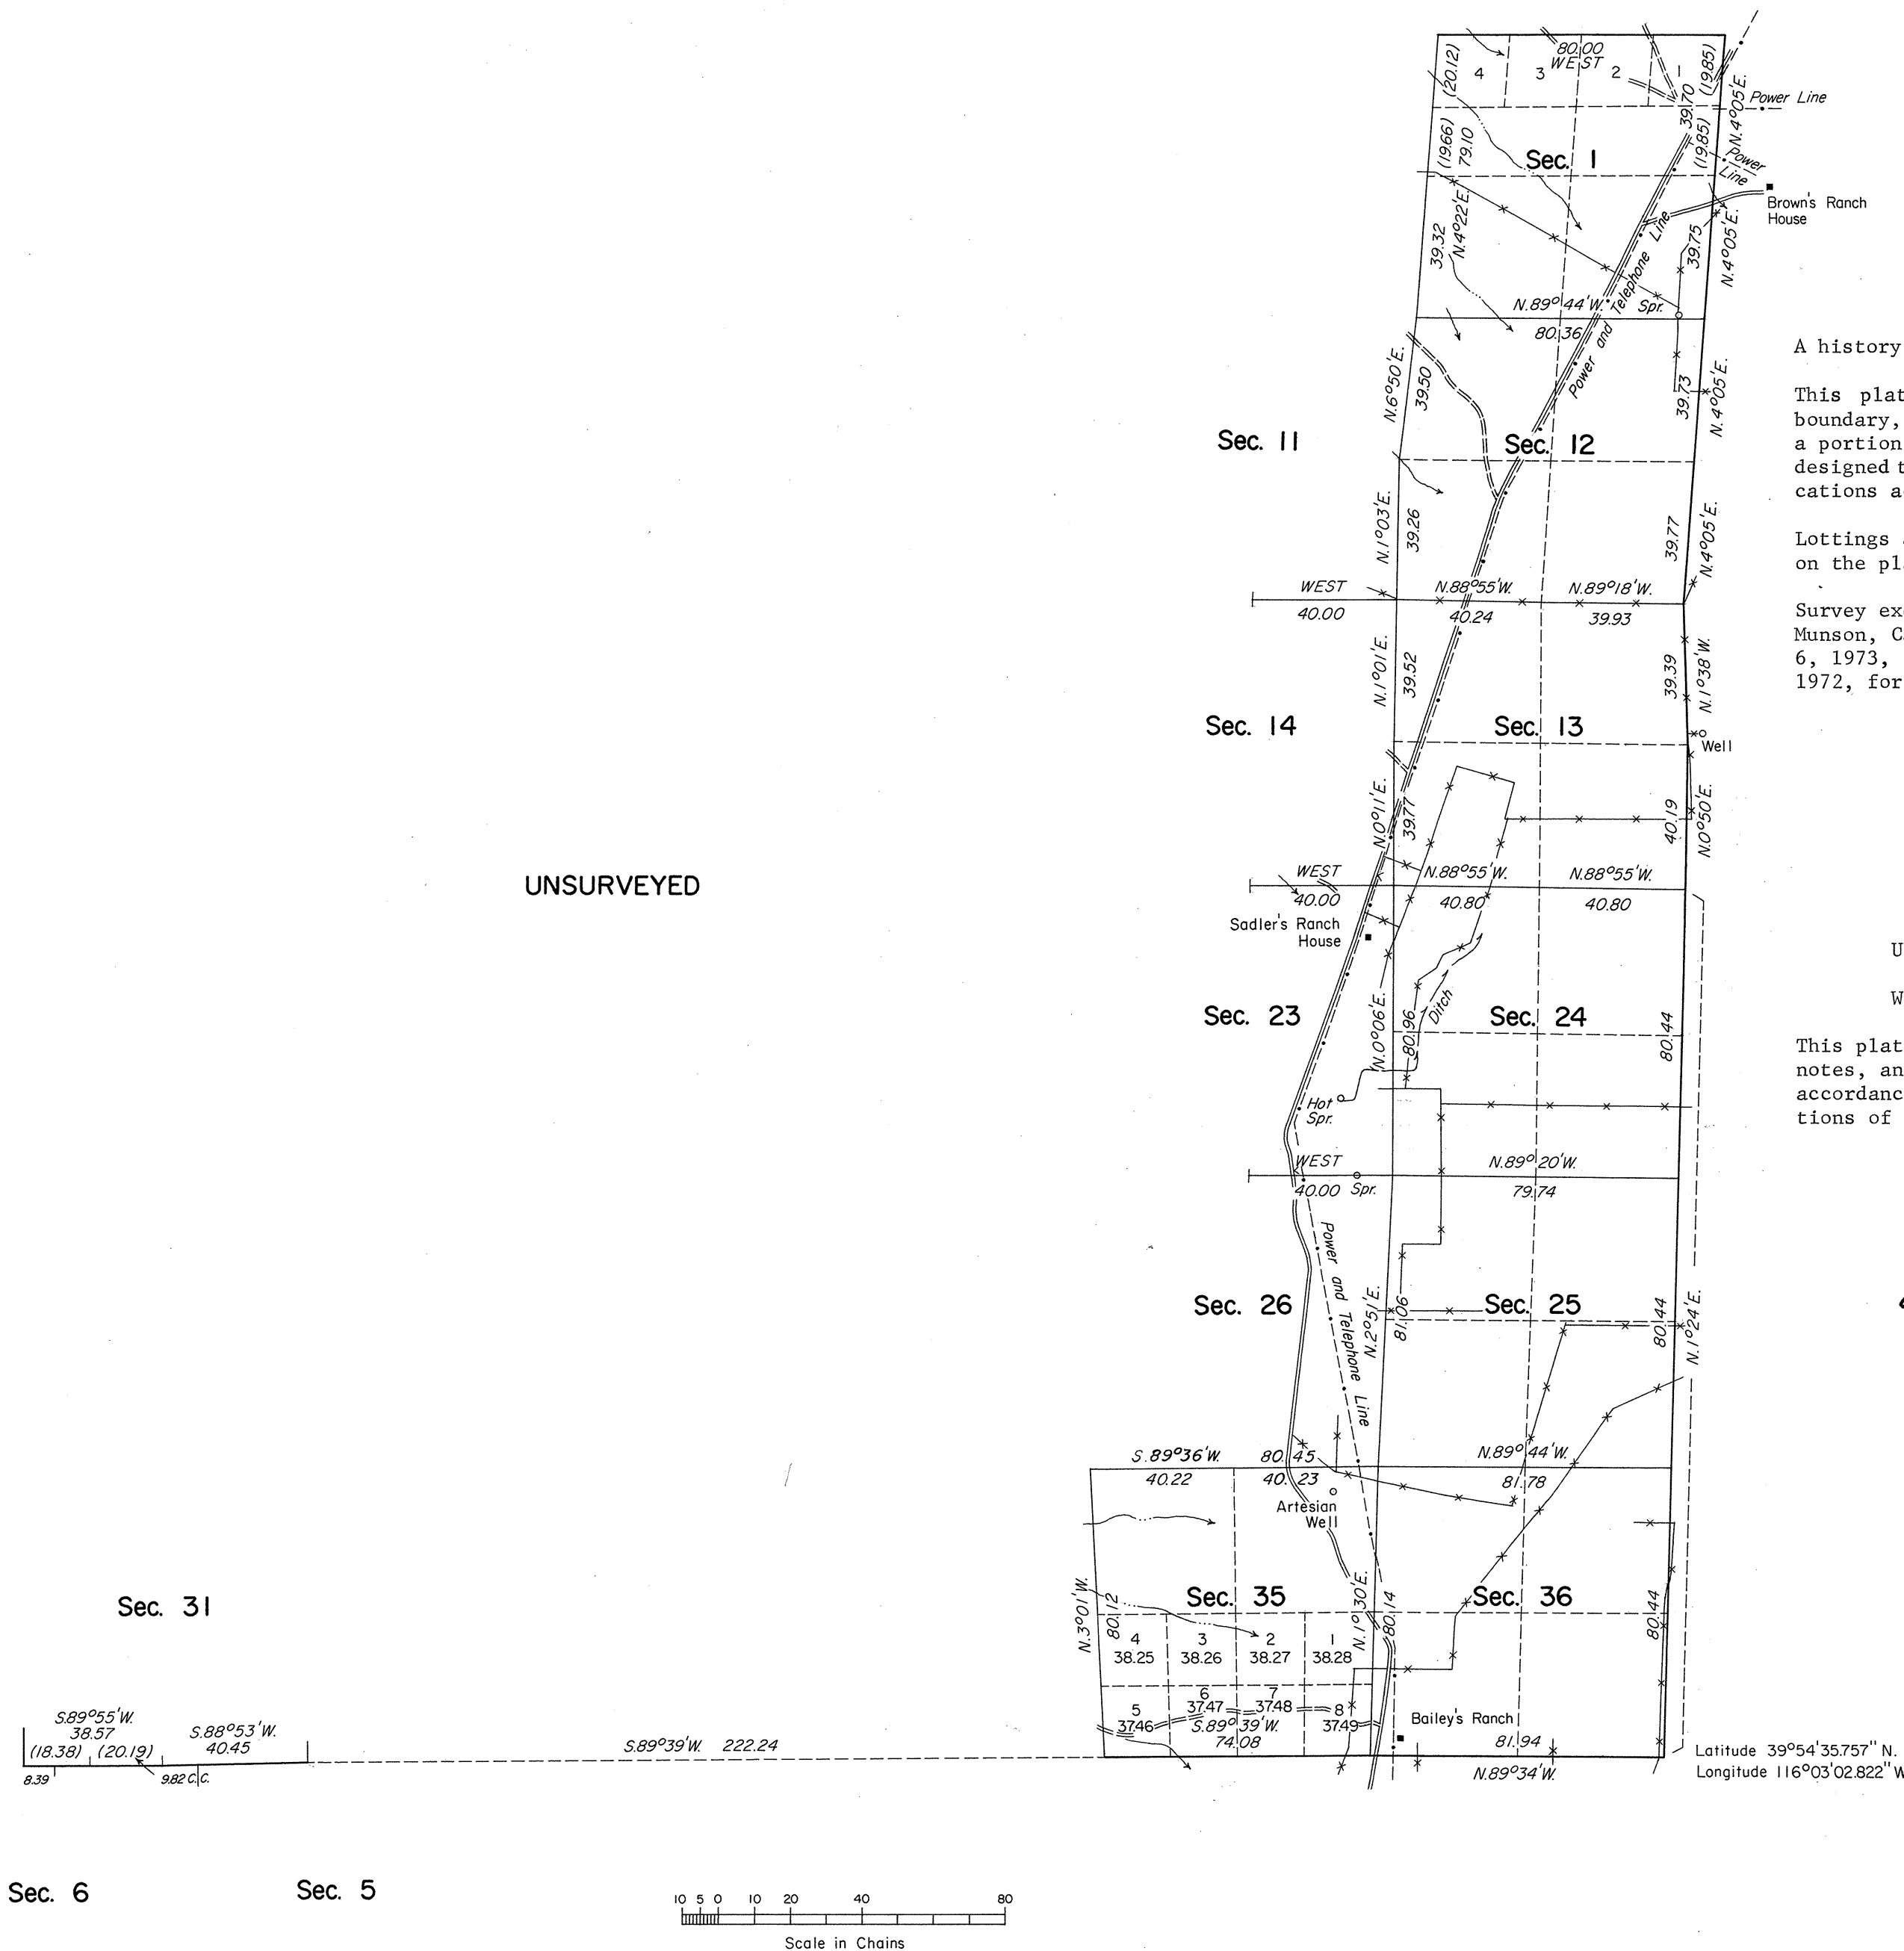 80.00
WEST
(20.12)
4
3
2
1
(19.85)
39.70
N.4°05'E.
Power Line
(19.66)
79.10
Sec. 1
(19.85)
Power
Line
Brown's Ranch
House
39.32
N.4°22'E.
39.75
N.4°05'E.
N.89°44'W.
Spr.
80.36
Power and Telephone Line
N.6°50'E.
39.50
39.73
N.4°05'E.
Sec. 11
Sec. 12
N.1°03'E.
39.26
39.77
N.4°05'E.
WEST
40.00
N.88°55'W.
40.24
N.89°18'W.
39.93
N.1°01'E.
39.52
39.39
N.1°38'W.
Sec. 14
Sec. 13
Well
N.0°11'E.
39.77
40.19
N.0°50'E.
UNSURVEYED
WEST
40.00
N.88°55'W.
40.80
N.88°55'W.
40.80
Sadler's Ranch
House
Sec. 23
N.0°06'E.
80.96
Ditch
Sec. 24
80.44
Hot
Spr.
WEST
40.00
Spr.
N.89°20'W.
79.74
Power and Telephone Line
Sec. 26
N.2°51'E.
81.06
Sec. 25
80.44
N.1°24'E.
S.89°36'W.
80.45
40.22
40.23
N.89°44'W.
81.78
Artesian
Well
Sec. 31
N.3°01'W.
80.12
Sec. 35
N.1°30'E.
80.14
Sec. 36
80.44
4
38.25
3
38.26
2
38.27
1
38.28
5
37.46
6
37.47
7
37.48
8
37.49
S.89°39'W.
74.08
Bailey's Ranch
81.94
N.89°34'W.
Latitude 39°54'35.757" N.
Longitude 116°03'02.822" W
S.89°55'W.
38.57
(18.38) (20.19)
S.88°53'W.
40.45
8.39
9.82 C.C.
S.89°39'W. 222.24
Sec. 6
Sec. 5
10 5 0 10 20 40 80
Scale in Chains
A history
This plat
boundary,
a portion
designed t
cations a
Lottings
on the pl
Survey ex
Munson, C
6, 1973,
1972, for
U
W
This plat
notes, an
accordanc
tions of